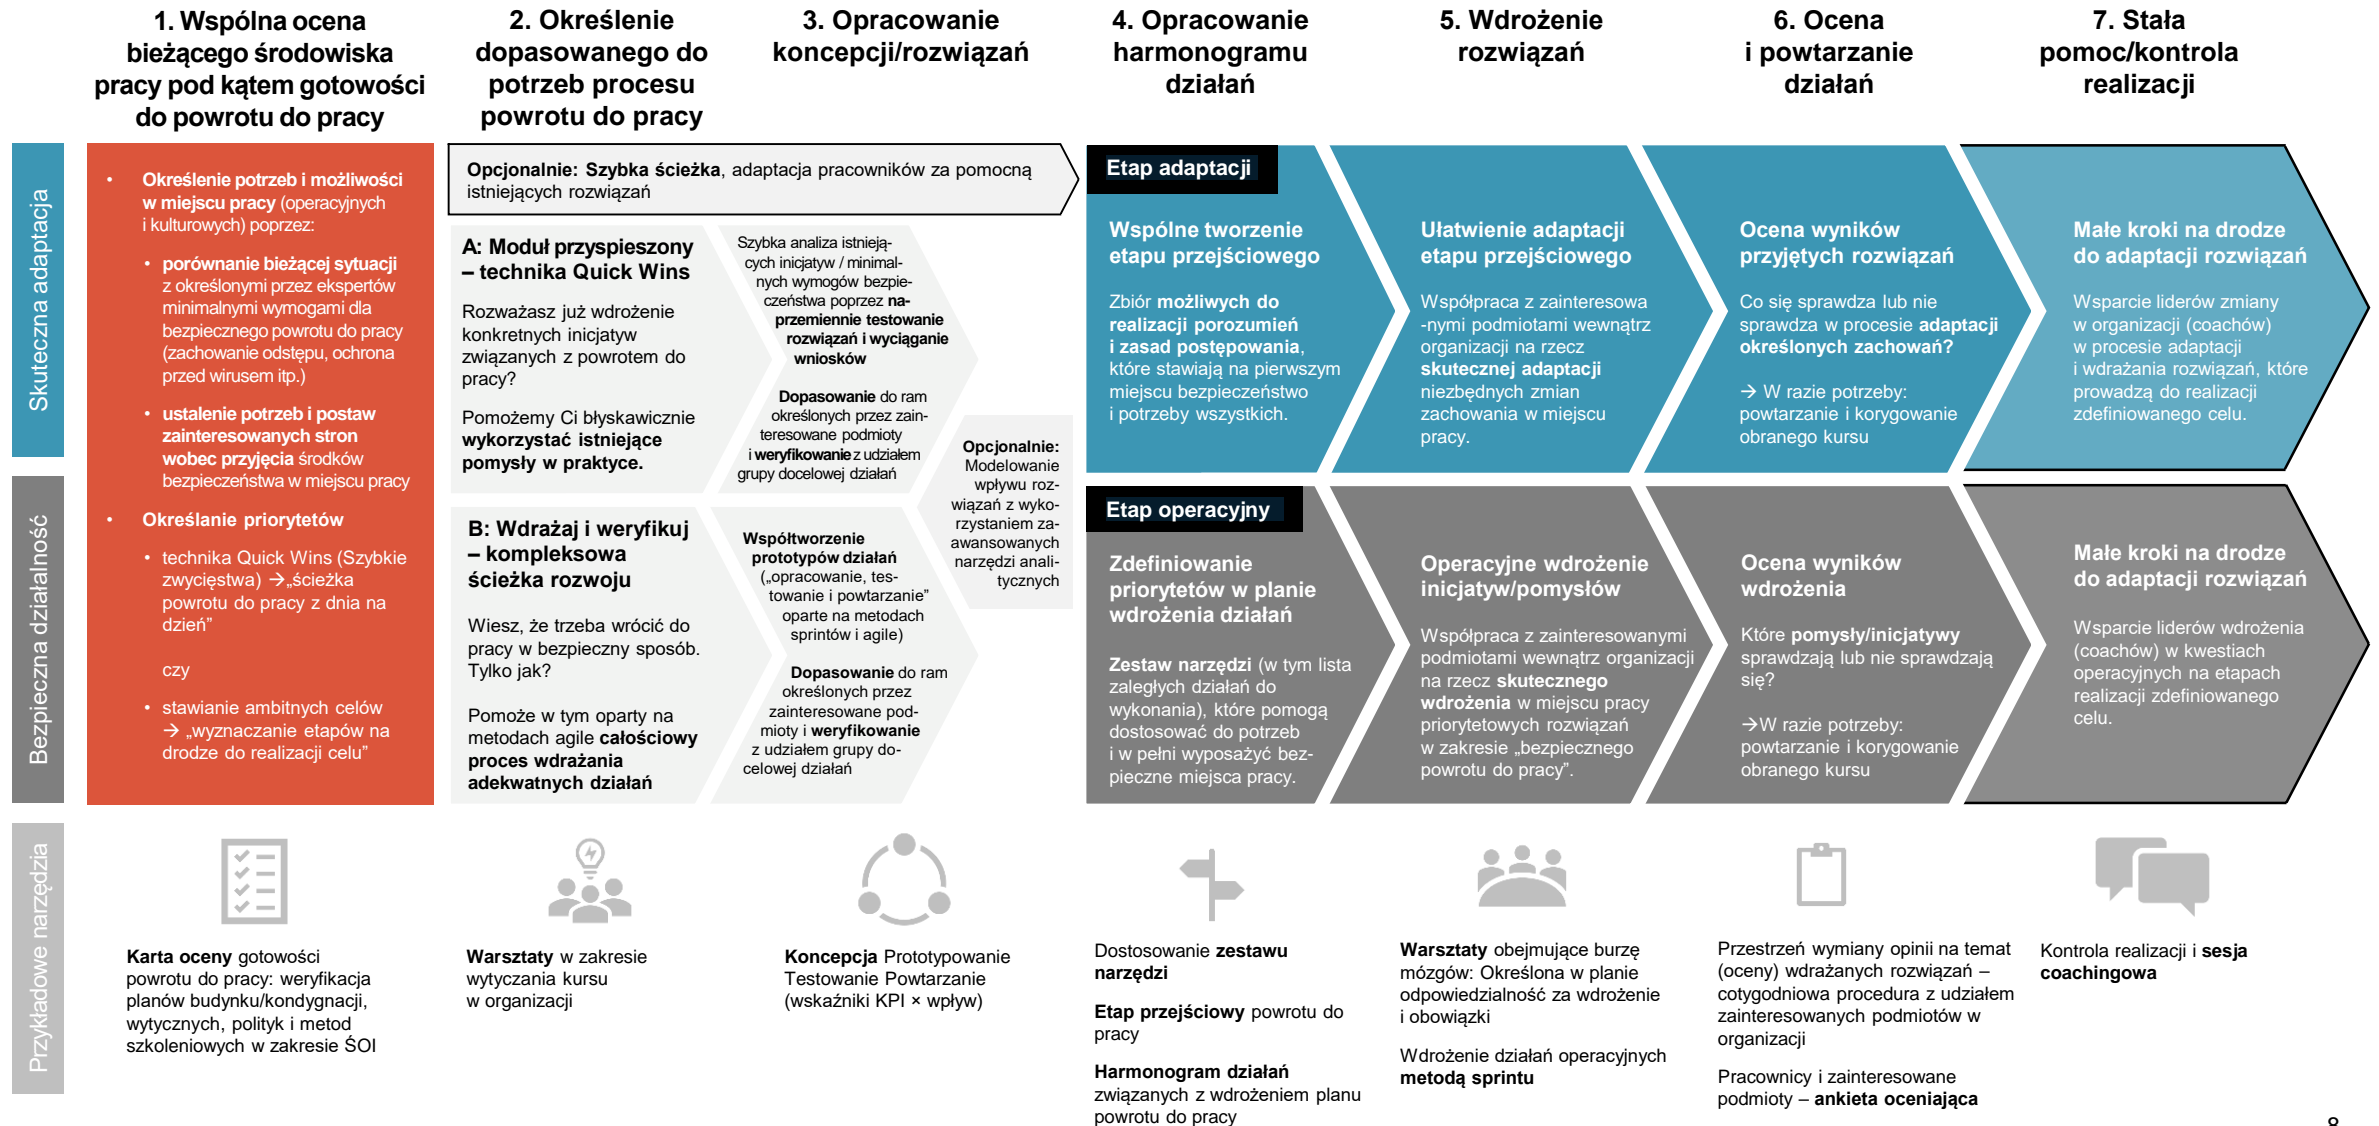 1. Wspólna ocena
bieżącego środowiska
pracy pod kątem gotowości
do powrotu do pracy
2. Określenie
dopasowanego do
potrzeb procesu
powrotu do pracy
3. Opracowanie
koncepcji/rozwiązań
4. Opracowanie
harmonogramu
działań
5. Wdrożenie
rozwiązań
6. Ocena
i powtarzanie
działań
7. Stała
pomoc/kontrola
realizacji
Skuteczna adaptacja
Bezpieczna działalność
• Określenie potrzeb i możliwości
w miejscu pracy (operacyjnych
i kulturowych) poprzez:
• porównanie bieżącej sytuacji
z określonymi przez ekspertów
minimalnymi wymogami dla
bezpiecznego powrotu do pracy
(zachowanie odstępu, ochrona
przed wirusem itp.)
• ustalenie potrzeb i postaw
zainteresowanych stron
wobec przyjęcia środków
bezpieczeństwa w miejscu pracy
• Określanie priorytetów
• technika Quick Wins (Szybkie
zwycięstwa) → „ścieżka
powrotu do pracy z dnia na
dzień”
czy
• stawianie ambitnych celów
→ „wyznaczanie etapów na
drodze do realizacji celu”
Opcjonalnie: Szybka ścieżka, adaptacja pracowników za pomocną
istniejących rozwiązań
A: Moduł przyspieszony
– technika Quick Wins
Rozważasz już wdrożenie
konkretnych inicjatyw
związanych z powrotem do
pracy?
Pomożemy Ci błyskawicznie
wykorzystać istniejące
pomysły w praktyce.
Szybka analiza istnieją-
cych inicjatyw / minimal-
nych wymogów bezpie-
czeństwa poprzez na-
przemiennie testowanie
rozwiązań i wyciąganie
wniosków
Dopasowanie do ram
określonych przez zain-
teresowane podmioty
i weryfikowanie z udziałem
grupy docelowej działań
B: Wdrażaj i weryfikuj
– kompleksowa
ścieżka rozwoju
Wiesz, że trzeba wrócić do
pracy w bezpieczny sposób.
Tylko jak?
Pomoże w tym oparty na
metodach agile całościowy
proces wdrażania
adekwatnych działań
Współtworzenie
prototypów działań
(„opracowanie, tes-
towanie i powtarzanie”
oparte na metodach
sprintów i agile)
Dopasowanie do ram
określonych przez
zainteresowane pod-
mioty i weryfikowanie
z udziałem grupy do-
celowej działań
Opcjonalnie:
Modelowanie
wpływu roz-
wiązań z wyko-
rzystaniem za-
awansowanych
narzędzi anali-
tycznych
Etap adaptacji
Wspólne tworzenie
etapu przejściowego
Zbiór możliwych do
realizacji porozumień
i zasad postępowania,
które stawiają na pierwszym
miejscu bezpieczeństwo
i potrzeby wszystkich.
Ułatwienie adaptacji
etapu przejściowego
Współpraca z zainteresowa
-nymi podmiotami wewnątrz
organizacji na rzecz
skutecznej adaptacji
niezbędnych zmian
zachowania w miejscu
pracy.
Ocena wyników
przyjętych rozwiązań
Co się sprawdza lub nie
sprawdza w procesie adaptacji
określonych zachowań?
→ W razie potrzeby:
powtarzanie i korygowanie
obranego kursu
Małe kroki na drodze
do adaptacji rozwiązań
Wsparcie liderów zmiany
w organizacji (coachów)
w procesie adaptacji
i wdrażania rozwiązań, które
prowadzą do realizacji
zdefiniowanego celu.
Etap operacyjny
Zdefiniowanie
priorytetów w planie
wdrożenia działań
Zestaw narzędzi (w tym lista
zaległych działań do
wykonania), które pomogą
dostosować do potrzeb
i w pełni wyposażyć bez-
pieczne miejsca pracy.
Operacyjne wdrożenie
inicjatyw/pomysłów
Współpraca z zainteresowanymi
podmiotami wewnątrz organizacji
na rzecz skutecznego
wdrożenia w miejscu pracy
priorytetowych rozwiązań
w zakresie „bezpiecznego
powrotu do pracy”.
Ocena wyników
wdrożenia
Które pomysły/inicjatywy
sprawdzają lub nie sprawdzają
się?
→W razie potrzeby:
powtarzanie i korygowanie
obranego kursu
Małe kroki na drodze
do adaptacji rozwiązań
Wsparcie liderów wdrożenia
(coachów) w kwestiach
operacyjnych na etapach
realizacji zdefiniowanego
celu.
Przykładowe narzędzia
Karta oceny gotowości
powrotu do pracy: weryfikacja
planów budynku/kondygnacji,
wytycznych, polityk i metod
szkoleniowych w zakresie ŚOI
Warsztaty w zakresie
wytyczania kursu
w organizacji
Koncepcja Prototypowanie
Testowanie Powtarzanie
(wskaźniki KPI × wpływ)
Dostosowanie zestawu
narzędzi
Etap przejściowy powrotu do
pracy
Harmonogram działań
związanych z wdrożeniem planu
powrotu do pracy
Warsztaty obejmujące burzę
mózgów: Określona w planie
odpowiedzialność za wdrożenie
i obowiązki
Wdrożenie działań operacyjnych
metodą sprintu
Przestrzeń wymiany opinii na temat
(oceny) wdrażanych rozwiązań –
cotygodniowa procedura z udziałem
zainteresowanych podmiotów w
organizacji
Pracownicy i zainteresowane
podmioty – ankieta oceniająca
Kontrola realizacji i sesja
coachingowa
8